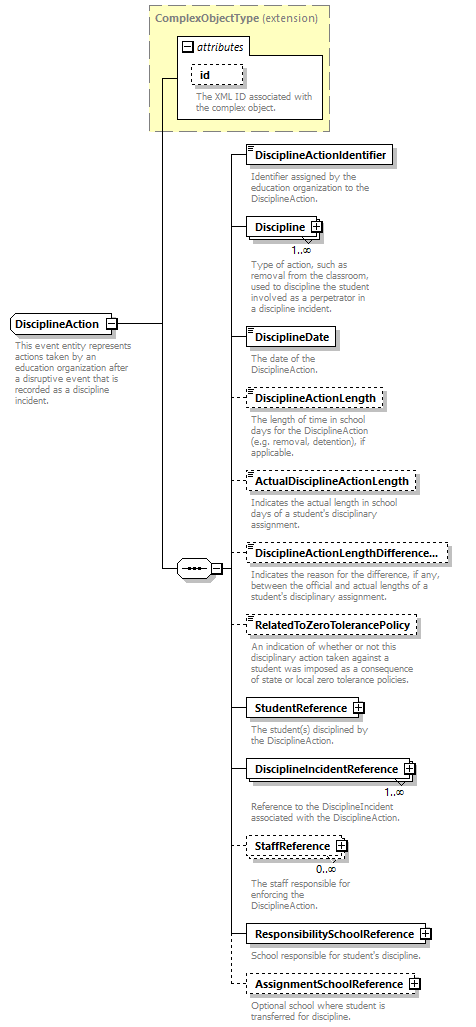 ComplexObjectType (extension)
attributes
id
The XML ID associated with
the complex object.
DisciplineAction
This event entity represents
actions taken by an
education organization after
a disruptive event that is
recorded as a discipline
incident.
DisciplineActionIdentifier
Identifier assigned by the
education organization to the
DisciplineAction.
Discipline
1..∞
Type of action, such as
removal from the classroom,
used to discipline the student
involved as a perpetrator in
a discipline incident.
DisciplineDate
The date of the
DisciplineAction.
DisciplineActionLength
The length of time in school
days for the DisciplineAction
(e.g. removal, detention), if
applicable.
ActualDisciplineActionLength
Indicates the actual length in school
days of a student's disciplinary
assignment.
DisciplineActionLengthDifference...
Indicates the reason for the difference, if any,
between the official and actual lengths of a
student's disciplinary assignment.
RelatedToZeroTolerancePolicy
An indication of whether or not this
disciplinary action taken against a
student was imposed as a consequence
of state or local zero tolerance policies.
StudentReference
The student(s) disciplined by
the DisciplineAction.
DisciplineIncidentReference
1..∞
Reference to the DisciplineIncident
associated with the DisciplineAction.
StaffReference
0..∞
The staff responsible for
enforcing the
DisciplineAction.
ResponsibilitySchoolReference
School responsible for student's discipline.
AssignmentSchoolReference
Optional school where student is
transferred for discipline.